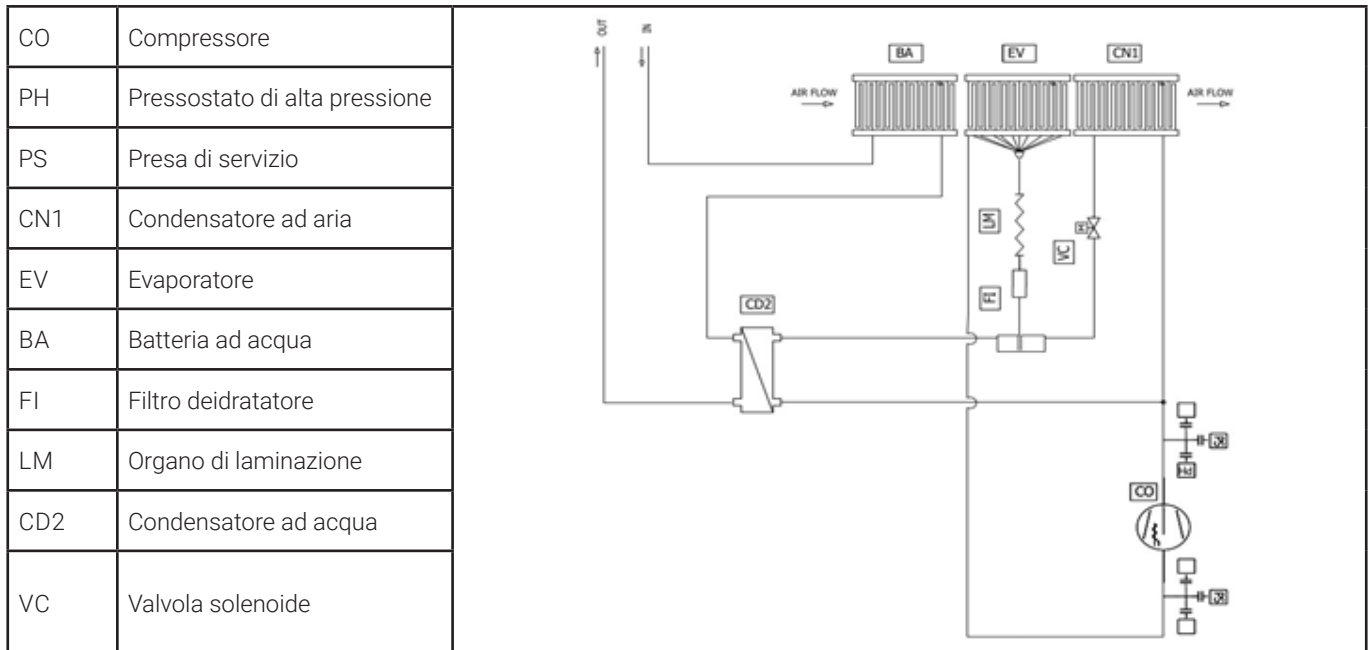 CO Compressore
PH Pressostato di alta pressione
PS Presa di servizio
CN1 Condensatore ad aria
EV Evaporatore
BA Batteria ad acqua
FI Filtro deidratatore
LM Organo di laminazione
CD2 Condensatore ad acqua
VC Valvola solenoide
OUT
IN
BA
EV
CN1
AIR FLOW
AIR FLOW
LM
VC
M
FI
CD2
CO